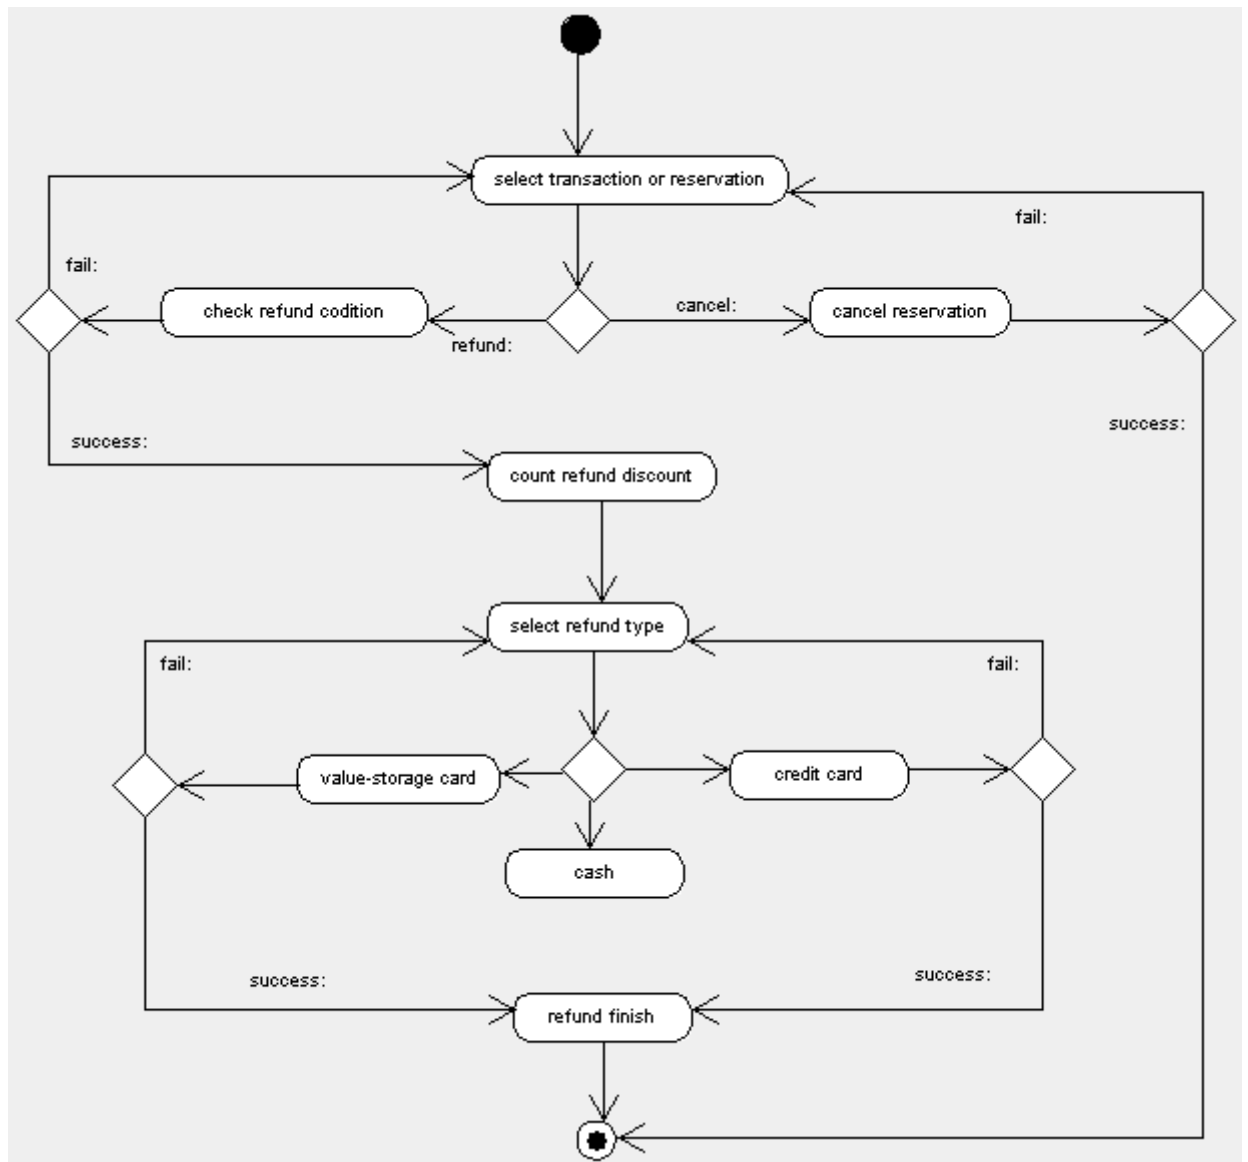 select transaction or reservation
fail:
fail:
check refund codition
cancel:
cancel reservation
refund:
success:
success:
count refund discount
select refund type
fail:
fail:
value-storage card
credit card
cash
success:
success:
refund finish